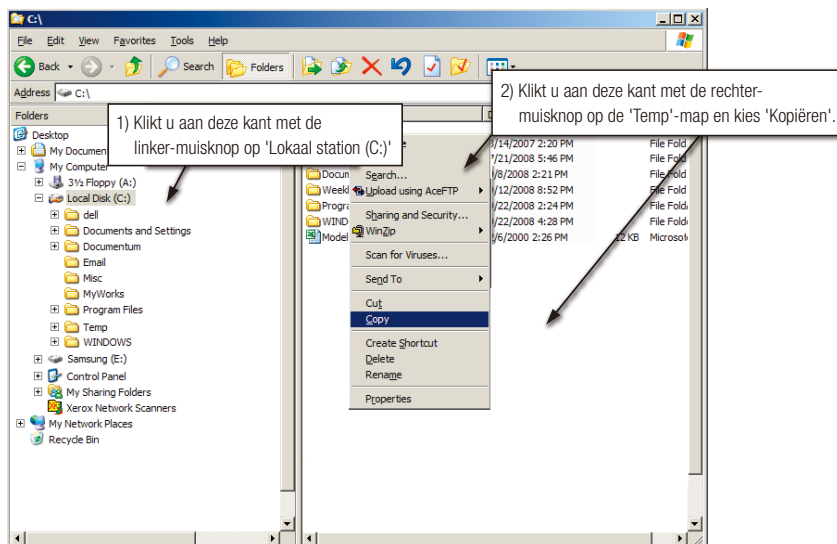 C:\
File Edit View Favorites Tools Help
Back Search Folders
Address C:\
Folders
1) Klikt u aan deze kant met de
linker-muisknop op 'Lokaal station (C:)'
2) Klikt u aan deze kant met de rechter-
muisknop op de 'Temp'-map en kies 'Kopiëren'.
Desktop
My Documen
My Computer
3½ Floppy (A:)
Local Disk (C:)
dell
Documents and Settings
Documentum
Email
Misc
MyWorks
Program Files
Temp
WINDOWS
Samsung (E:)
Control Panel
My Sharing Folders
Xerox Network Scanners
My Network Places
Recycle Bin
/14/2007 2:20 PM File Fold
/21/2008 5:46 PM File Fold
Docum /8/2008 2:21 PM File Fold
Weekl /12/2008 8:52 PM File Fold
Progra /22/2008 2:24 PM File Fold
WIND /22/2008 4:28 PM File Fold
Model /6/2000 2:26 PM 12 KB Microsof
Search...
Upload using AceFTP
Sharing and Security...
WinZip
Scan for Viruses...
Send To
Cut
Copy
Create Shortcut
Delete
Rename
Properties